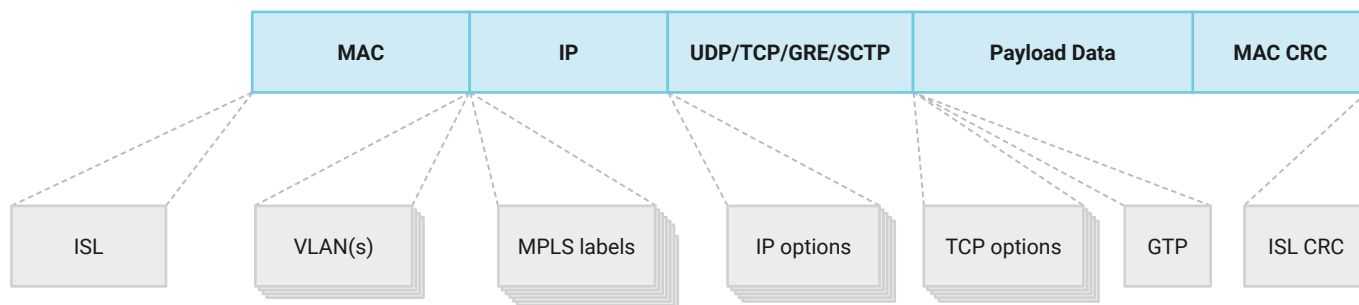 MAC
IP
UDP/TCP/GRE/SCTP
Payload Data
MAC CRC
ISL
VLAN(s)
MPLS labels
IP options
TCP options
GTP
ISL CRC